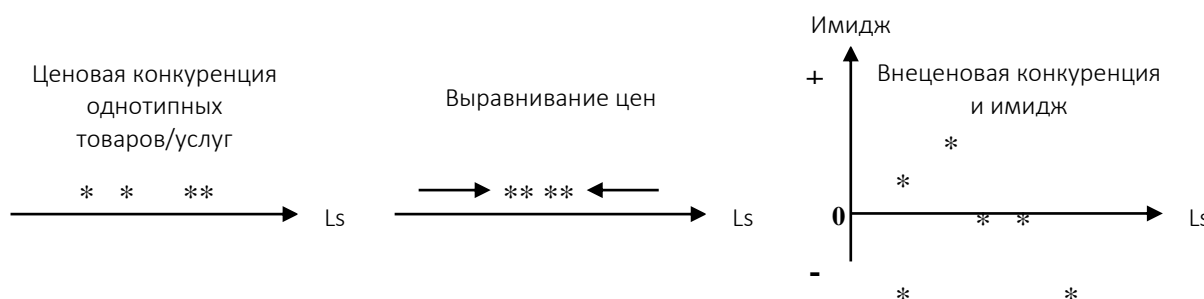 Ценовая конкуренция
однотипных
товаров/услуг
* * **
Ls
Выравнивание цен
** **
Ls
Имидж
+
Внеценовая конкуренция
и имидж
*
*
0
* *
Ls
-
* *